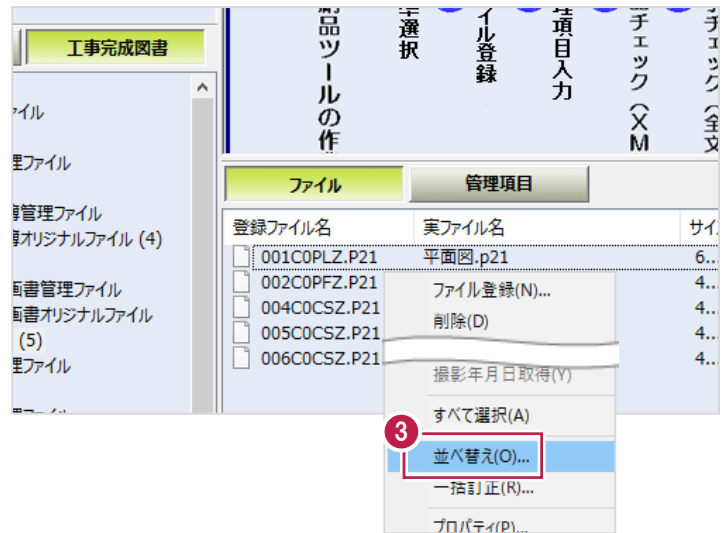 工事完成図書
品ツールの作
選択
イル登録
理項目入力
チェック（XM
チェック（全文
ァイル
理ファイル
簿管理ファイル
簿オリジナルファイル (4)
画書管理ファイル
画書オリジナルファイル
(5)
理ファイル
ファイル
管理項目
登録ファイル名
実ファイル名
サイ
001C0PLZ.P21
平面図.p21
6...
002C0PFZ.P21
4...
004C0CSZ.P21
4...
005C0CSZ.P21
4...
006C0CSZ.P21
4...
ファイル登録(N)...
削除(D)
撮影年月日取得(Y)
すべて選択(A)
3
並べ替え(O)...
一括訂正(R)...
プロパティ(P)...